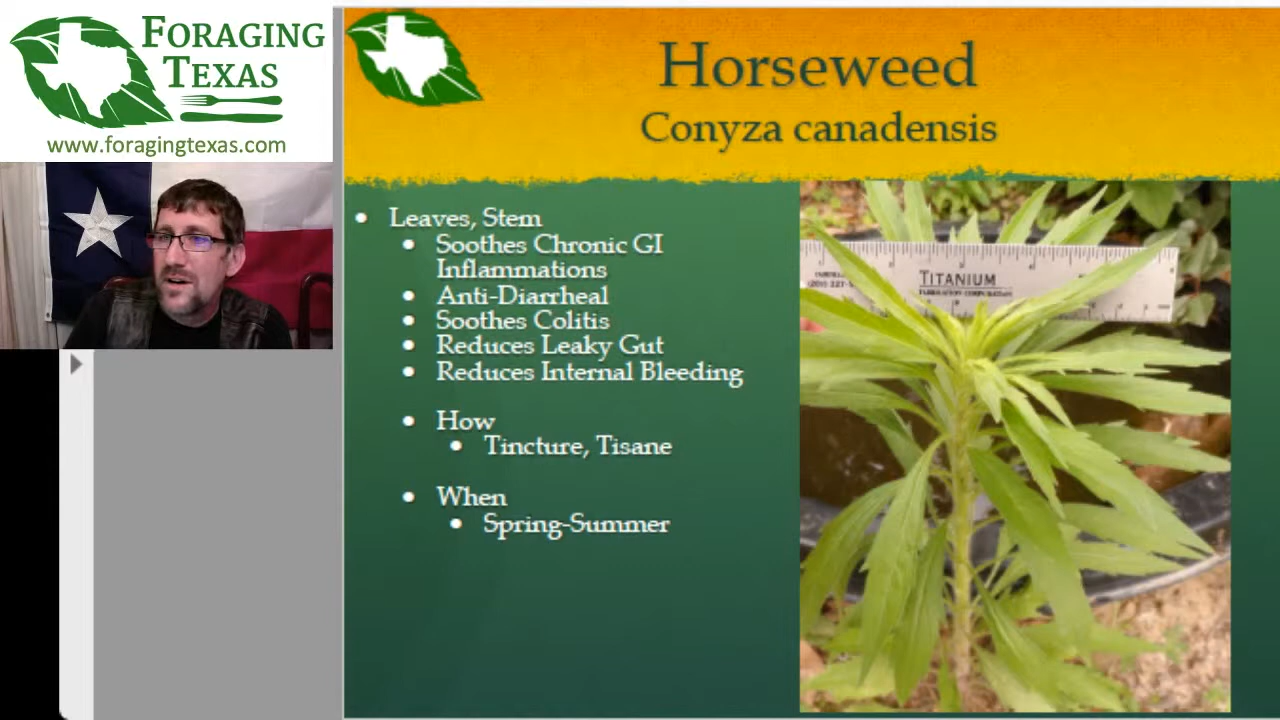 FORAGING
TEXAS
www.foragingtexas.com
Horseweed
Conyza canadensis
• Leaves, Stem
• Soothes Chronic GI
Inflammations
• Anti-Diarrheal
• Soothes Colitis
• Reduces Leaky Gut
• Reduces Internal Bleeding
• How
• Tincture, Tisane
• When
• Spring-Summer
TITANIUM